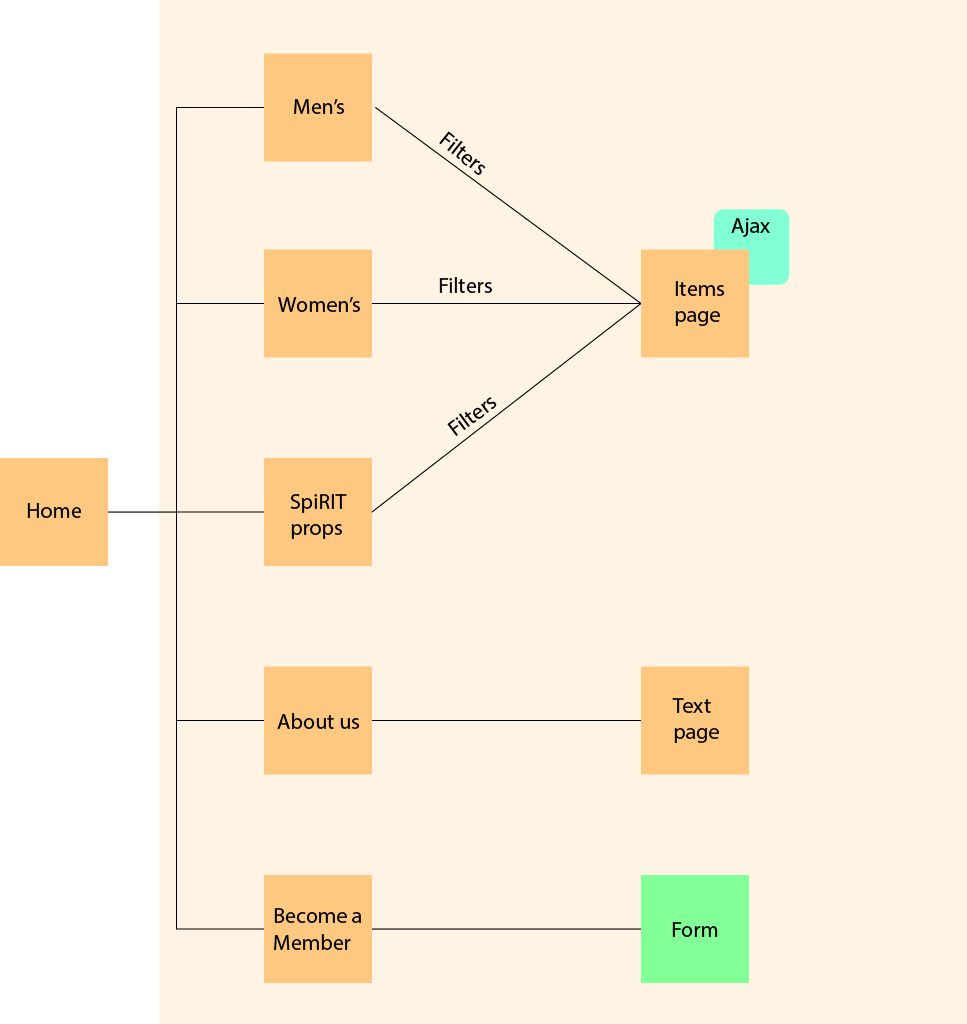 Men’s
Filters
Ajax
Women’s
Filters
Items
page
Filters
Home
SpiRIT
props
About us
Text
page
Become a
Member
Form